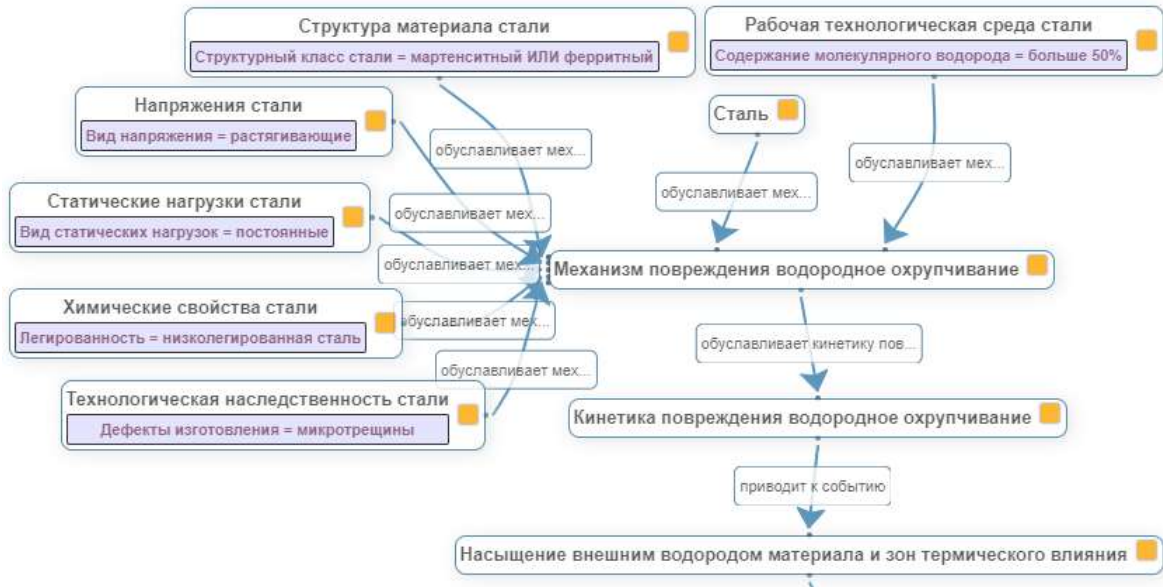 Структура материала стали
Структурный класс стали = мартенситный ИЛИ ферритный
Рабочая технологическая среда стали
Содержание молекулярного водорода = больше 50%
Напряжения стали
Вид напряжения = растягивающие
Сталь
обуславливает мех...
обуславливает мех...
обуславливает мех...
Статические нагрузки стали
Вид статических нагрузок = постоянные
обуславливает мех...
обуславливает мех...
Механизм повреждения водородное охрупчивание
Химические свойства стали
Легированность = низколегированная сталь
обуславливает мех...
обуславливает кинетику пов...
обуславливает мех...
Технологическая наследственность стали
Дефекты изготовления = микротрещины
Кинетика повреждения водородное охрупчивание
приводит к событию
Насыщение внешним водородом материала и зон термического влияния